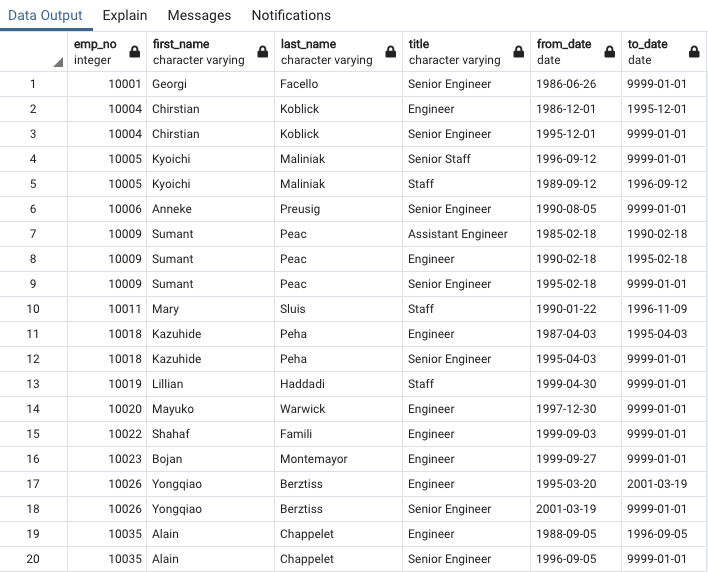 Data Output Explain Messages Notifications
emp_no first_name last_name title from_date to_date
integer character varying character varying character varying date date
1 10001 Georgi Facello Senior Engineer 1986-06-26 9999-01-01
2 10004 Chirstian Koblick Engineer 1986-12-01 1995-12-01
3 10004 Chirstian Koblick Senior Engineer 1995-12-01 9999-01-01
4 10005 Kyoichi Maliniak Senior Staff 1996-09-12 9999-01-01
5 10005 Kyoichi Maliniak Staff 1989-09-12 1996-09-12
6 10006 Anneke Preusig Senior Engineer 1990-08-05 9999-01-01
7 10009 Sumant Peac Assistant Engineer 1985-02-18 1990-02-18
8 10009 Sumant Peac Engineer 1990-02-18 1995-02-18
9 10009 Sumant Peac Senior Engineer 1995-02-18 9999-01-01
10 10011 Mary Sluis Staff 1990-01-22 1996-11-09
11 10018 Kazuhide Peha Engineer 1987-04-03 1995-04-03
12 10018 Kazuhide Peha Senior Engineer 1995-04-03 9999-01-01
13 10019 Lillian Haddadi Staff 1999-04-30 9999-01-01
14 10020 Mayuko Warwick Engineer 1997-12-30 9999-01-01
15 10022 Shahaf Famili Engineer 1999-09-03 9999-01-01
16 10023 Bojan Montemayor Engineer 1999-09-27 9999-01-01
17 10026 Yongqiao Berztiss Engineer 1995-03-20 2001-03-19
18 10026 Yongqiao Berztiss Senior Engineer 2001-03-19 9999-01-01
19 10035 Alain Chappelet Engineer 1988-09-05 1996-09-05
20 10035 Alain Chappelet Senior Engineer 1996-09-05 9999-01-01